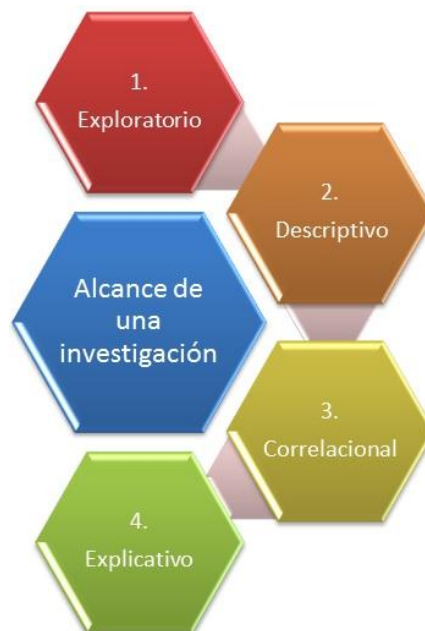 1.
Exploratorio
2.
Descriptivo
Alcance de
una
investigación
3.
Correlacional
4.
Explicativo